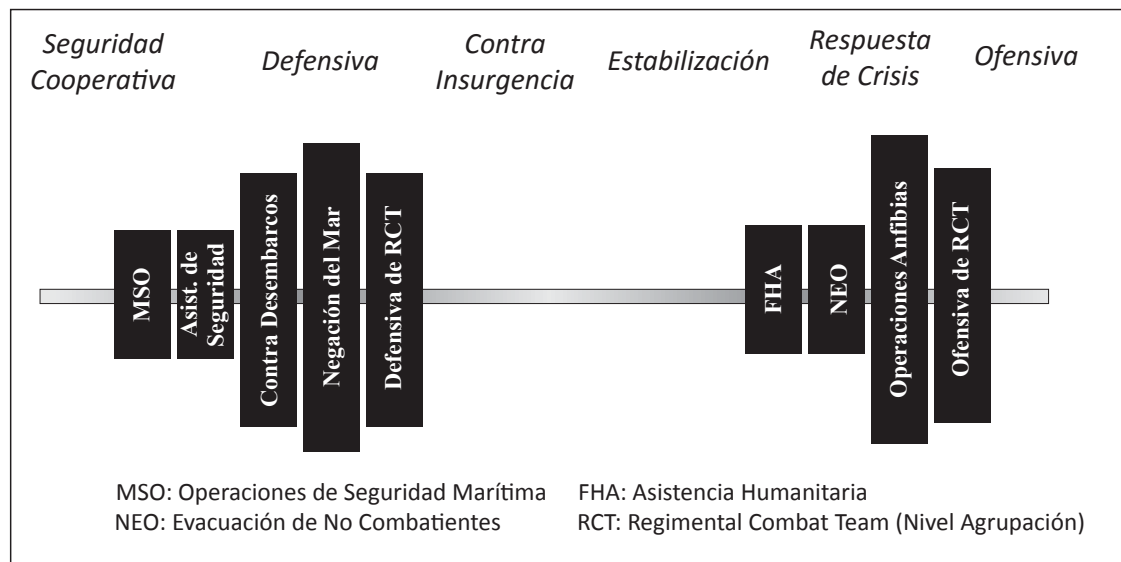 Seguridad
Cooperativa
Defensiva
Contra
Insurgencia
Estabilización
Respuesta
de Crisis
Ofensiva
MSO
Asist. de
Seguridad
Contra Desembarcos
Negación del Mar
Defensiva de RCT
FHA
NEO
Operaciones Anfibias
Ofensiva de RCT
MSO: Operaciones de Seguridad Marítima
FHA: Asistencia Humanitaria
NEO: Evacuación de No Combatientes
RCT: Regimental Combat Team (Nivel Agrupación)